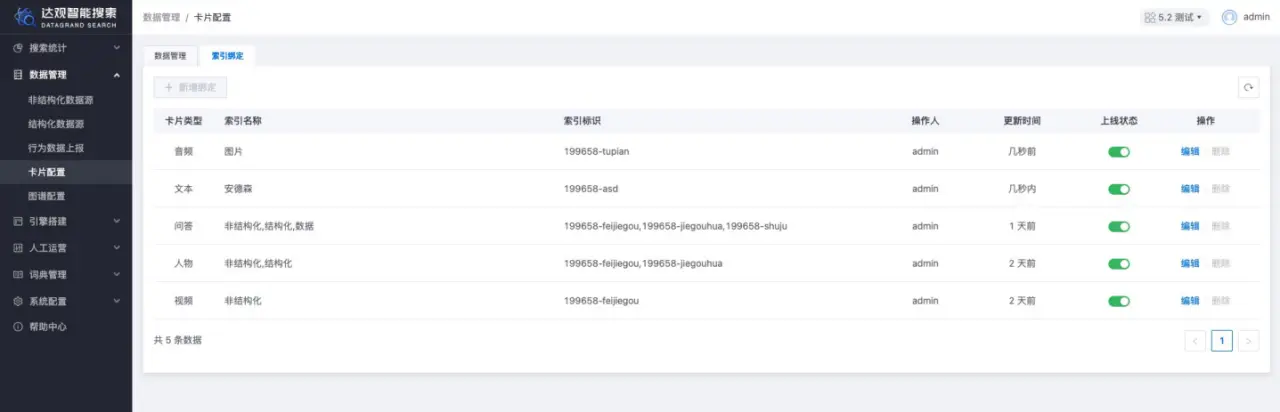 达观智能搜索
DATAGRAND SEARCH
数据管理 / 卡片配置
5.2 测试
admin
搜索统计
数据管理
非结构化数据源
结构化数据源
行为数据上报
卡片配置
图谱配置
引擎搭建
人工运营
词典管理
系统配置
帮助中心
数据管理 索引绑定
+ 新增绑定
卡片类型 索引名称 索引标识 操作人 更新时间 上线状态 操作
音频 图片 199658-tupian admin 几秒前 编辑 删除
文本 安德森 199658-asd admin 几秒内 编辑 删除
问答 非结构化,结构化,数据 199658-feijiegou,199658-jiegouhua,199658-shuju admin 1 天前 编辑 删除
人物 非结构化,结构化 199658-feijiegou,199658-jiegouhua admin 2 天前 编辑 删除
视频 非结构化 199658-feijiegou admin 2 天前 编辑 删除
共 5 条数据
< 1 >